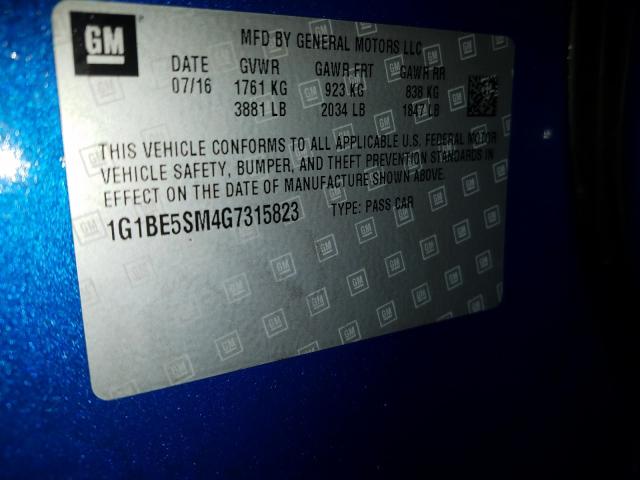 GM
MFD BY GENERAL MOTORS LLC
DATE GVWR GAWR FRT GAWR RR
07/16 1761 KG 923 KG 838 KG
3881 LB 2034 LB 1847 LB
THIS VEHICLE CONFORMS TO ALL APPLICABLE U.S. FEDERAL MOTOR
VEHICLE SAFETY, BUMPER, AND THEFT PREVENTION STANDARDS IN
EFFECT ON THE DATE OF MANUFACTURE SHOWN ABOVE.
1G1BE5SM4G7315823 TYPE: PASS CAR